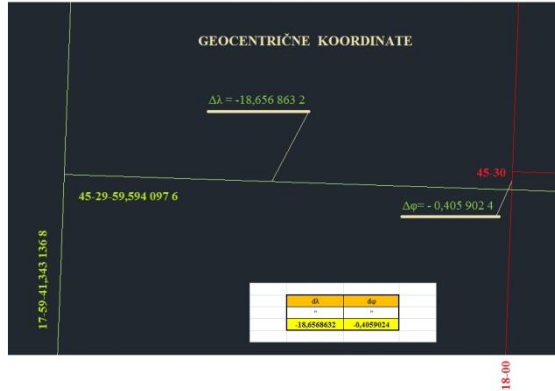 GEOCENTRIČNE KOORDINATE
Δλ = -18,656 863 2
45-30
45-29-59,594 097 6
Δφ= - 0,405 902 4
17-59-41,343 136 8
dλ dφ
" "
-18,6568632 -0,4059024
18-00